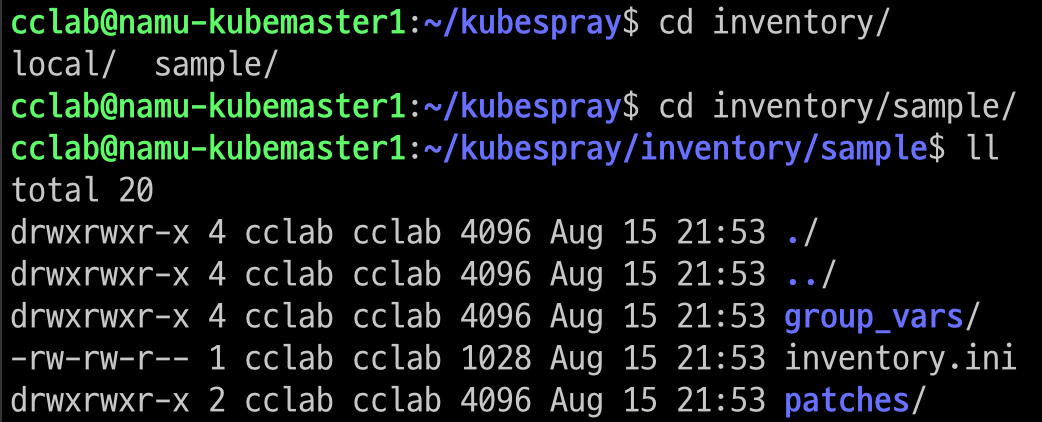 cclab@namu-kubemaster1:~/kubespray$ cd inventory/
local/  sample/
cclab@namu-kubemaster1:~/kubespray$ cd inventory/sample/
cclab@namu-kubemaster1:~/kubespray/inventory/sample$ ll
total 20
drwxrwxr-x 4 cclab cclab 4096 Aug 15 21:53 ./
drwxrwxr-x 4 cclab cclab 4096 Aug 15 21:53 ../
drwxrwxr-x 4 cclab cclab 4096 Aug 15 21:53 group_vars/
-rw-rw-r-- 1 cclab cclab 1028 Aug 15 21:53 inventory.ini
drwxrwxr-x 2 cclab cclab 4096 Aug 15 21:53 patches/